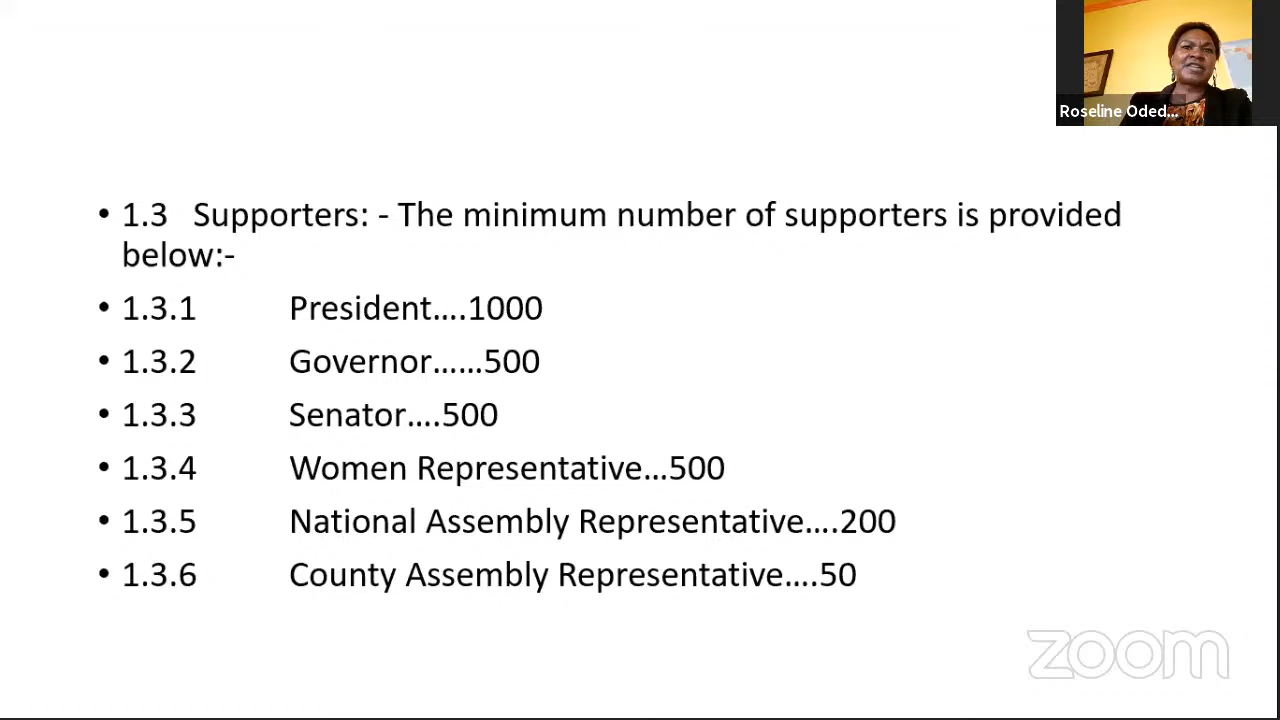 Roseline Oded...
• 1.3 Supporters: - The minimum number of supporters is provided
below:-
• 1.3.1 President....1000
• 1.3.2 Governor......500
• 1.3.3 Senator....500
• 1.3.4 Women Representative...500
• 1.3.5 National Assembly Representative....200
• 1.3.6 County Assembly Representative....50
zoom